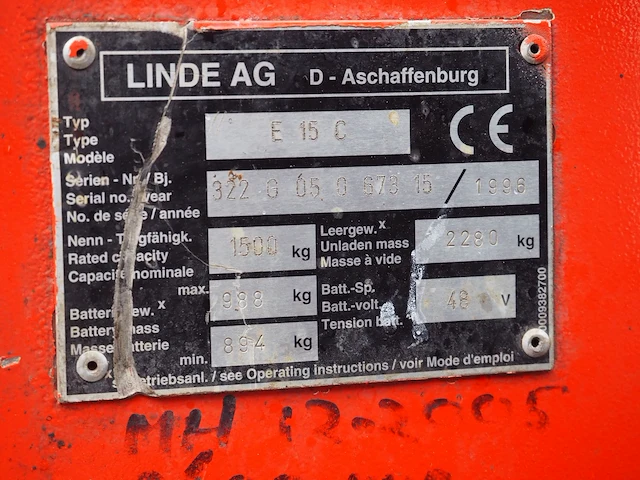 LINDE AG D - Aschaffenburg
Typ
Type E 15 C CE
Modèle
Serien - Nr./Bj.
Serial no./year 322 G 05 G 673 15 / 1996
No. de série / année
Nenn - Tragfähigk. Leergew. x
Rated capacity 1500 kg Unladen mass 2280 kg
Capacité nominale Masse à vide
max. 988 kg Batt.-Sp.
Batteriegew. x Batt.-volt. 48 V
Battery mass Tension batt.
Masse batterie min. 894 kg
/ see Operating instructions / voir Mode d'emploi
0009382700
MH 12-2005